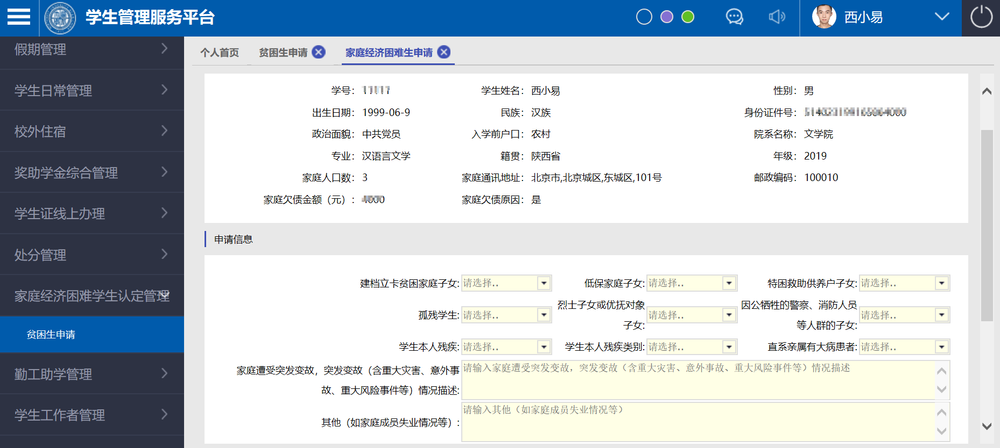 学生管理服务平台
西小易
假期管理
学生日常管理
校外住宿
奖助学金综合管理
学生证线上办理
处分管理
家庭经济困难学生认定管理
贫困生申请
勤工助学管理
学生工作者管理
个人首页 贫困生申请 家庭经济困难生申请
学号： 学生姓名： 西小易 性别： 男
出生日期： 1999-06-9 民族： 汉族 身份证件号：
政治面貌： 中共党员 入学前户口： 农村 院系名称： 文学院
专业： 汉语言文学 籍贯： 陕西省 年级： 2019
家庭人口数： 3 家庭通讯地址： 北京市,北京城区,东城区,101号 邮政编码： 100010
家庭欠债金额（元）： 家庭欠债原因： 是
申请信息
建档立卡贫困家庭子女: 请选择.. 低保家庭子女: 请选择.. 特困救助供养户子女: 请选择..
孤残学生: 请选择.. 烈士子女或优抚对象 请选择.. 因公牺牲的警察、消防人员 请选择..
子女: 等人群的子女:
学生本人残疾: 请选择.. 学生本人残疾类别: 请选择.. 直系亲属有大病患者: 请选择..
家庭遭受突发变故，突发变故（含重大灾害、意外事 请输入家庭遭受突发变故，突发变故（含重大灾害、意外事故、重大风险事件等）情况描述
故、重大风险事件等）情况描述:
请输入其他（如家庭成员失业情况等）
其他（如家庭成员失业情况等）: